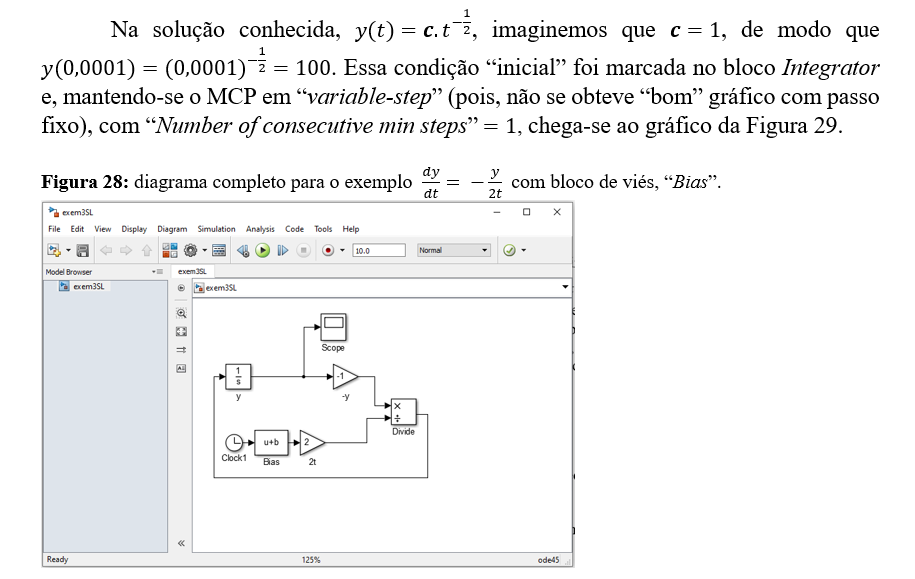 Na solução conhecida, y(t) = c.t^{-1/2}, imaginemos que c = 1, de modo que
y(0,0001) = (0,0001)^{-1/2} = 100. Essa condição “inicial” foi marcada no bloco Integrator
e, mantendo-se o MCP em “variable-step” (pois, não se obteve “bom” gráfico com passo
fixo), com “Number of consecutive min steps” = 1, chega-se ao gráfico da Figura 29.
Figura 28: diagrama completo para o exemplo dy/dt = − y/2t com bloco de viés, “Bias”.
exem3SL
File Edit View Display Diagram Simulation Analysis Code Tools Help
10.0 Normal
Model Browser
exem3SL
exem3SL
exem3SL
Scope
1/s
y
-1
-y
×
÷
Divide
Clock1
u+b
Bias
2
2t
Ready 125% ode45